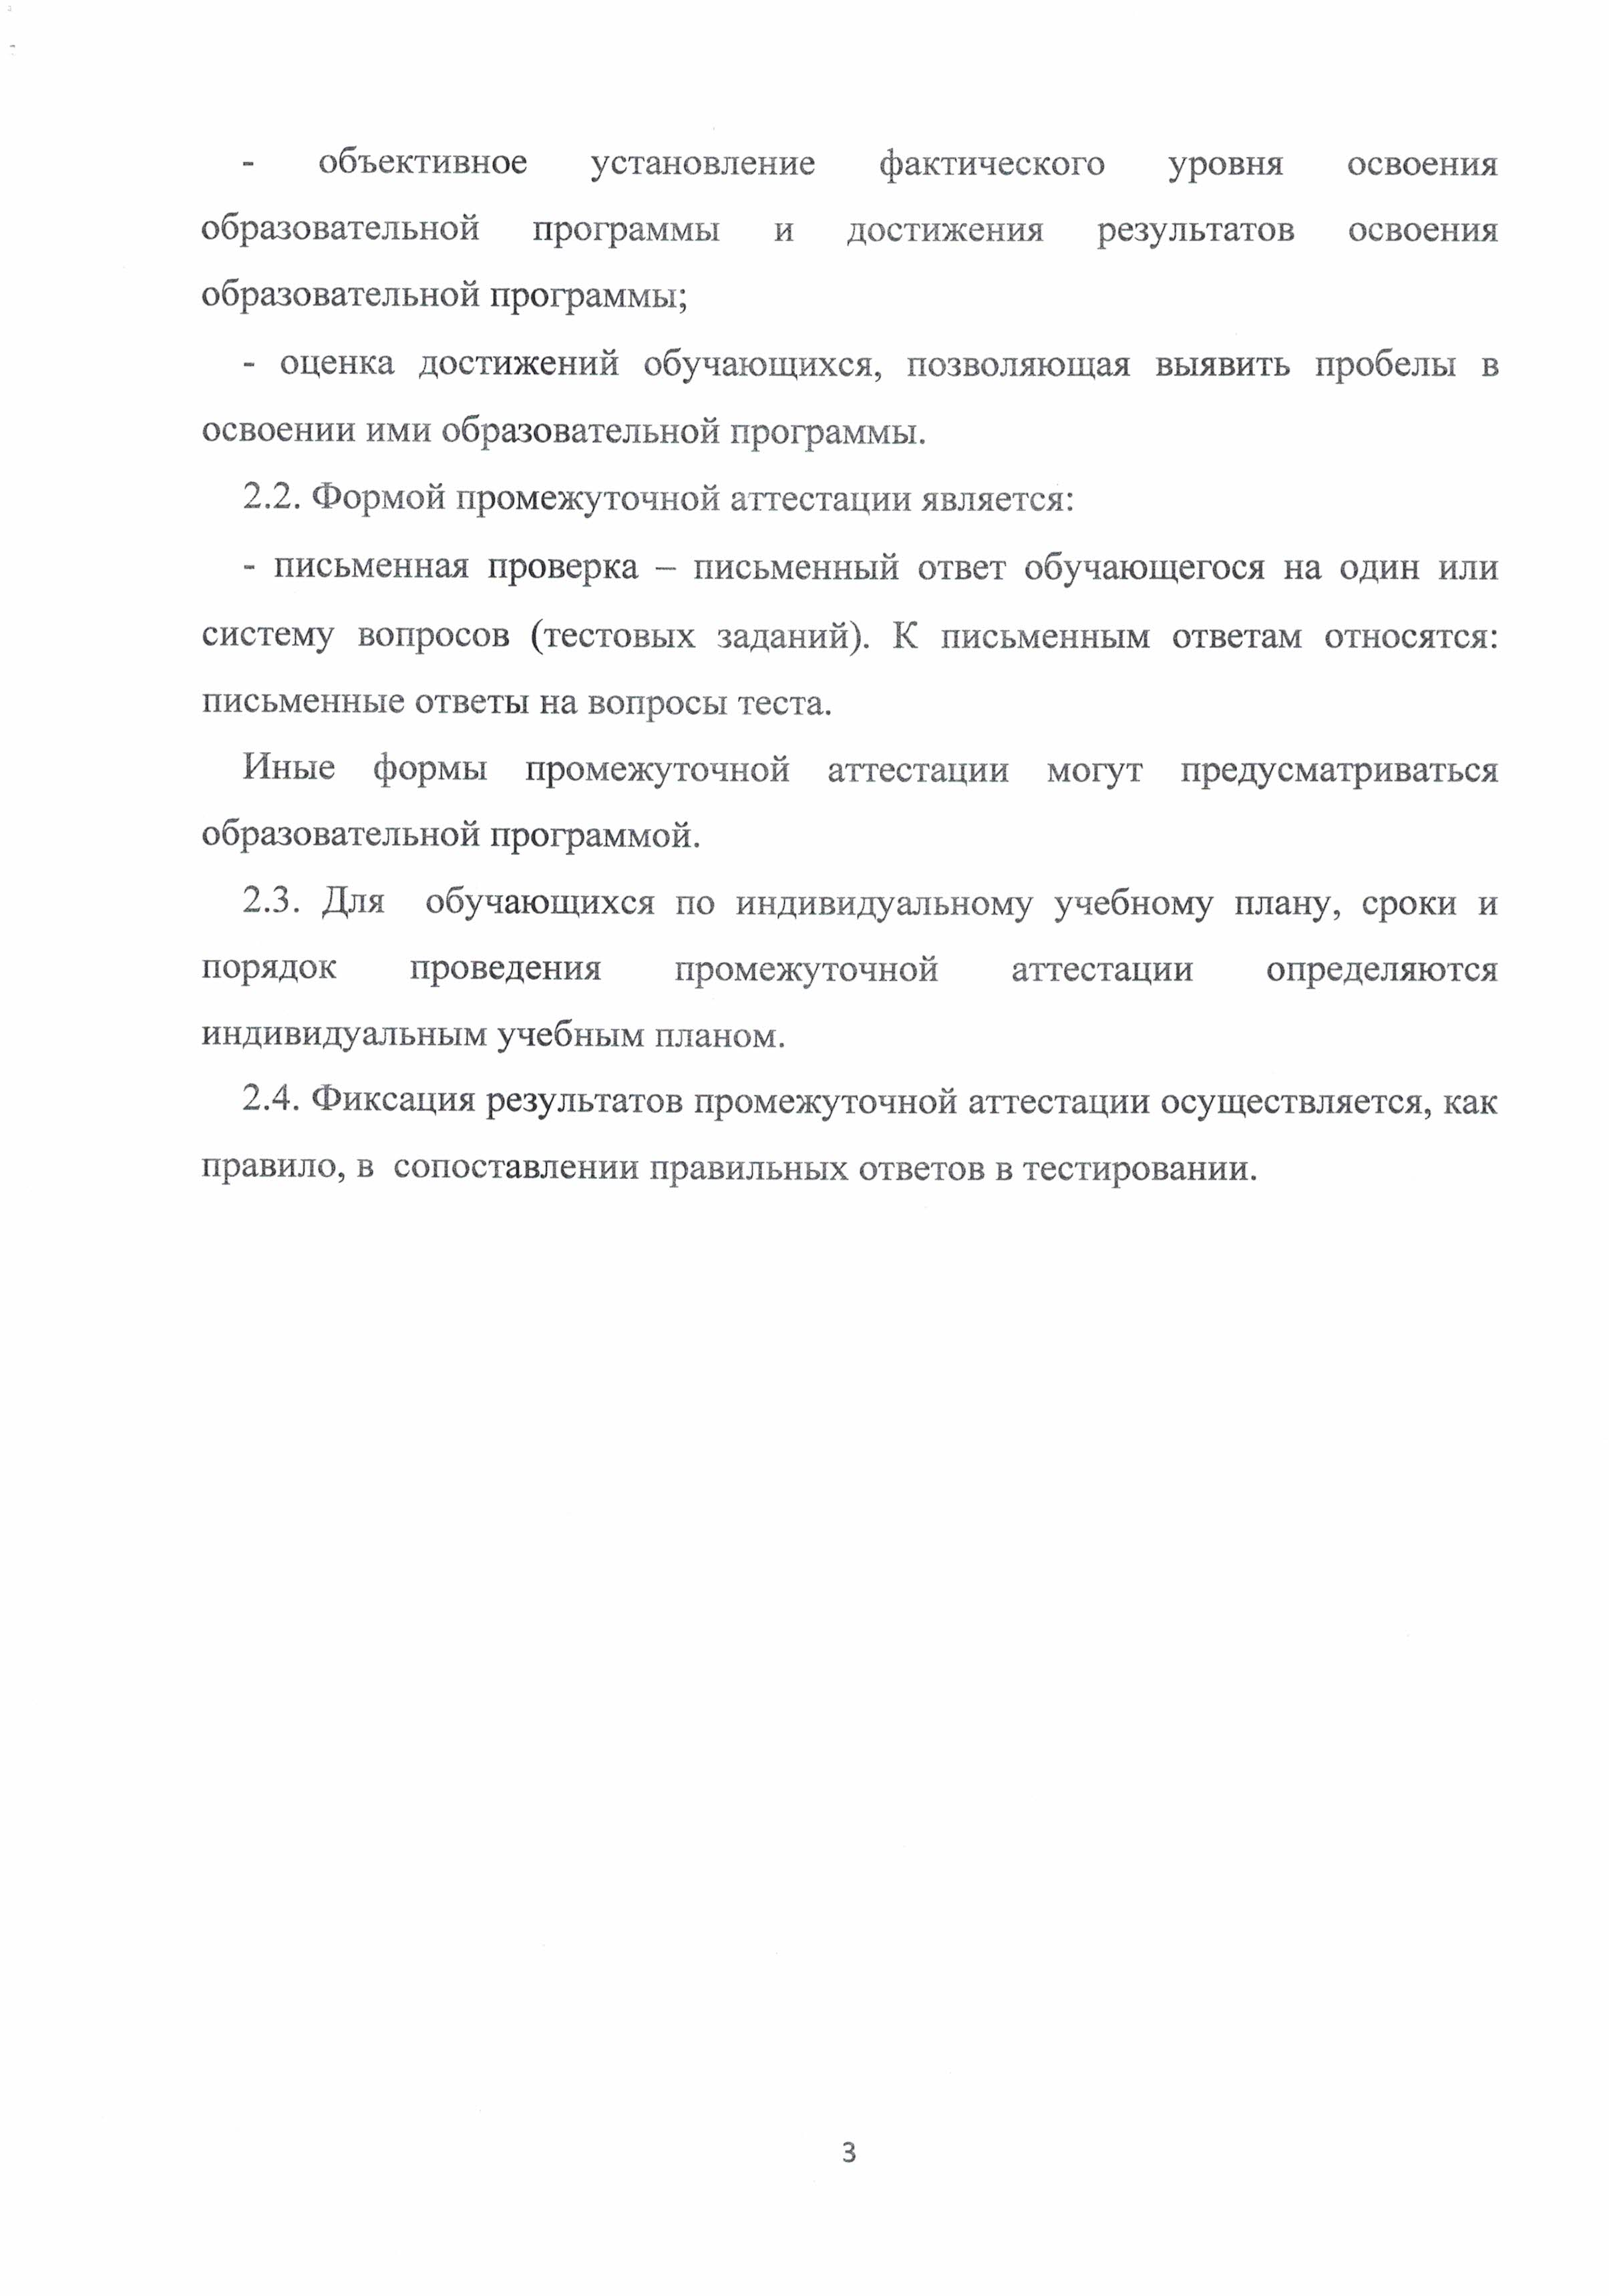 - объективное установление фактического уровня освоения
образовательной программы и достижения результатов освоения
образовательной программы;
- оценка достижений обучающихся, позволяющая выявить пробелы в
освоении ими образовательной программы.
2.2. Формой промежуточной аттестации является:
- письменная проверка – письменный ответ обучающегося на один или
систему вопросов (тестовых заданий). К письменным ответам относятся:
письменные ответы на вопросы теста.
Иные формы промежуточной аттестации могут предусматриваться
образовательной программой.
2.3. Для обучающихся по индивидуальному учебному плану, сроки и
порядок проведения промежуточной аттестации определяются
индивидуальным учебным планом.
2.4. Фиксация результатов промежуточной аттестации осуществляется, как
правило, в сопоставлении правильных ответов в тестировании.
3